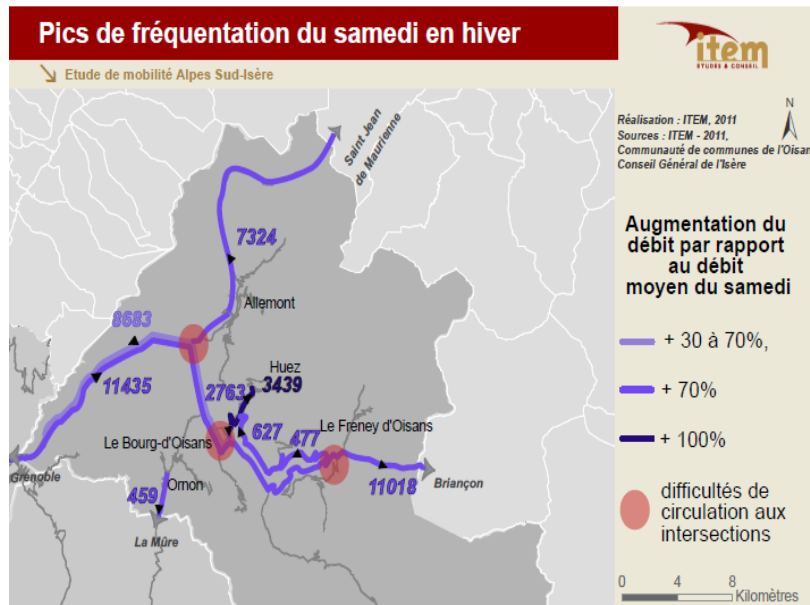 Pics de fréquentation du samedi en hiver
Etude de mobilité Alpes Sud-Isère
item
ETUDES & CONSEIL
N
Réalisation : ITEM, 2011
Sources : ITEM - 2011,
Communauté de communes de l'Oisan
Conseil Général de l'Isère
Augmentation du
débit par rapport
au débit
moyen du samedi
+ 30 à 70%,
+ 70%
+ 100%
difficultés de
circulation aux
intersections
0 4 8
Kilomètres
Saint Jean
de Maurienne
7324
Allemont
8683
11435
Huez
2763
3439
Le Bourg-d'Oisans
627
477
Le Freney d'Oisans
11018
Briançon
Grenoble
Ornon
459
La Mûre